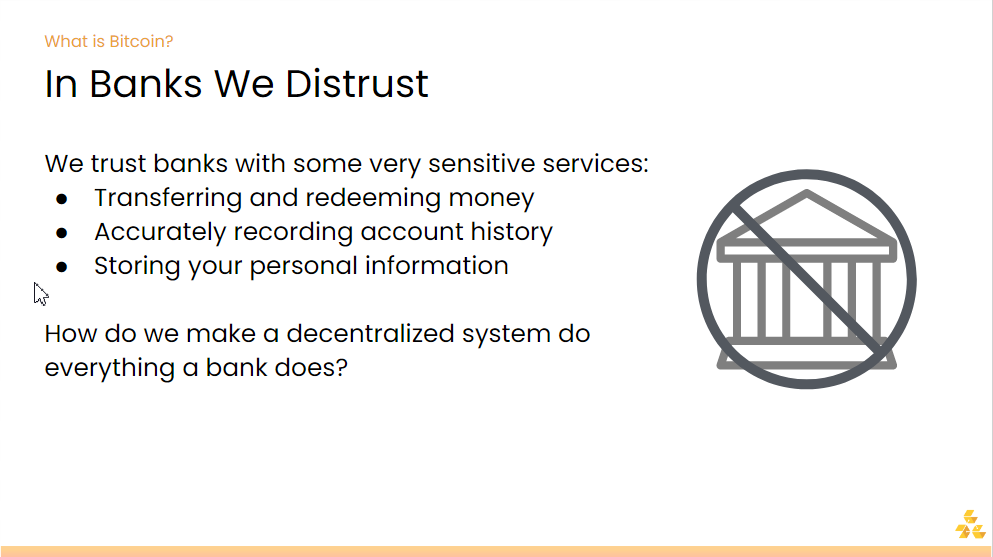 What is Bitcoin?
In Banks We Distrust
We trust banks with some very sensitive services:
● Transferring and redeeming money
● Accurately recording account history
● Storing your personal information
How do we make a decentralized system do
everything a bank does?